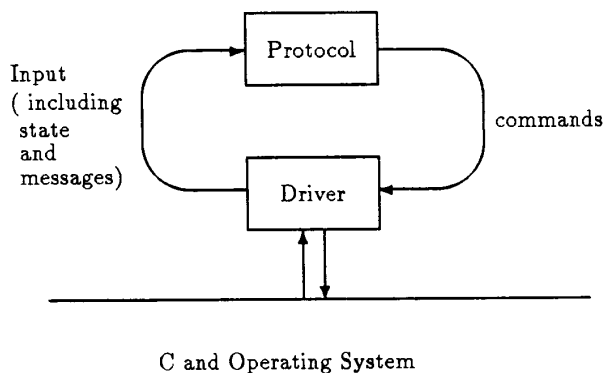 Protocol
Input
( including
state
and
messages)
commands
Driver
C and Operating System